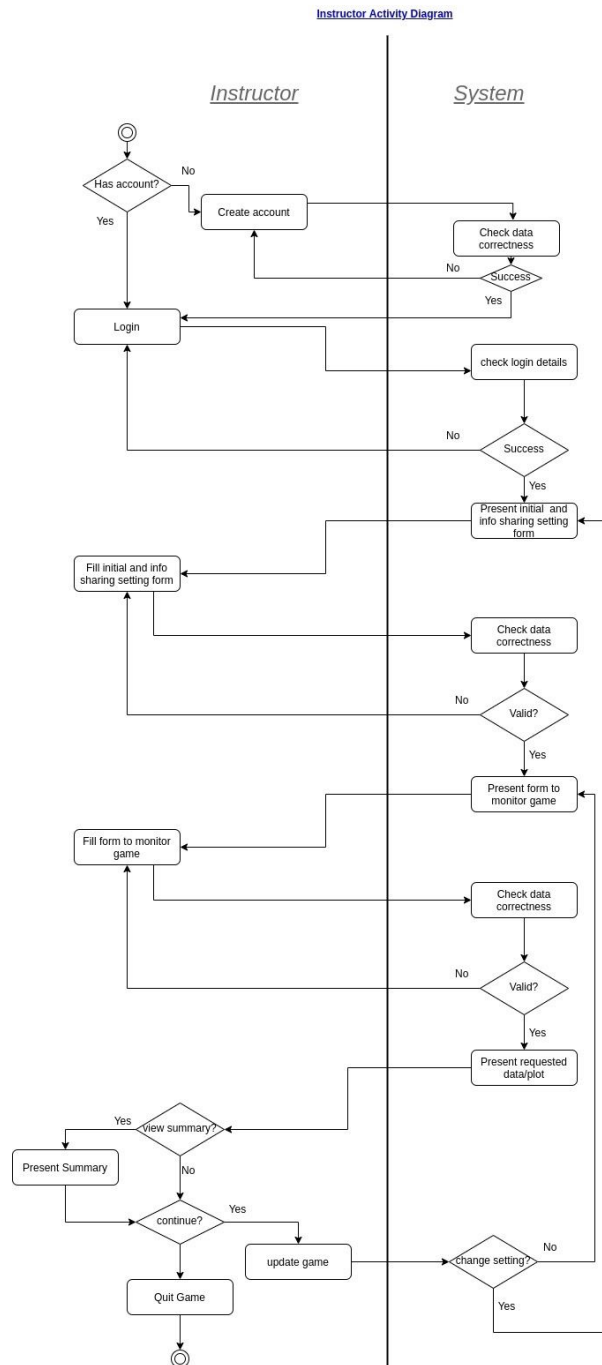 Instructor Activity Diagram
Instructor
System
Has account?
No
Yes
Create account
Check data
correctness
No
Success
Yes
Login
check login details
No
Success
Yes
Present initial and
info sharing setting
form
Fill initial and info
sharing setting form
Check data
correctness
No
Valid?
Yes
Present form to
monitor game
Fill form to monitor
game
Check data
correctness
No
Valid?
Yes
Present requested
data/plot
Yes
view summary?
Present Summary
No
continue?
Yes
update game
change setting?
No
Yes
Quit Game